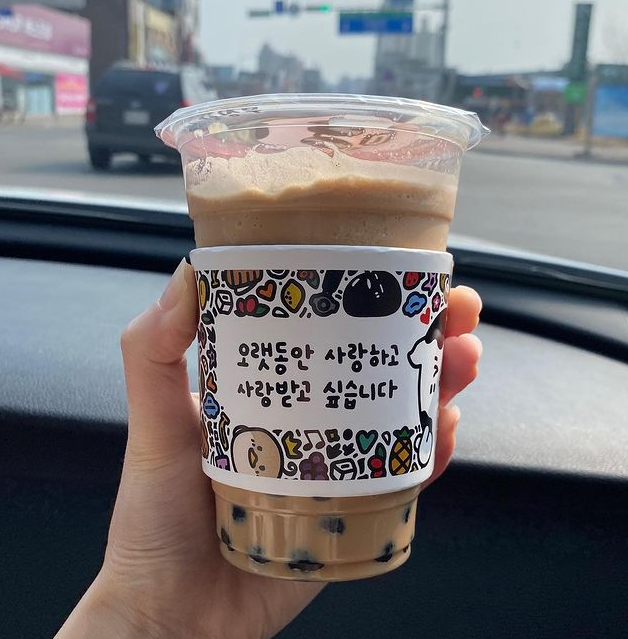 오랫동안 사랑하고
사랑받고 싶습니다